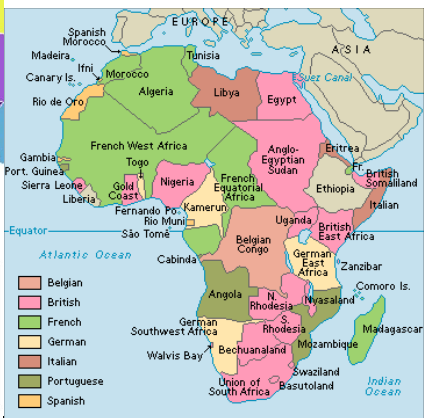 EUROPE
ASIA
Spanish
Morocco
Madeira
Ifni
Canary Is.
Rio de Oro
Morocco
Tunisia
Algeria
Libya
Egypt
Suez Canal
French West Africa
Gambia
Port. Guinea
Sierra Leone
Liberia
Togo
Gold
Coast
Nigeria
Fernando Po
Rio Muni
São Tomé
Kamerun
French
Equatorial
Africa
Anglo-
Egyptian
Sudan
Eritrea
Fr.
British
Somaliland
Ethiopia
Italian
Equator
Uganda
British
East Africa
Belgian
Congo
German
East
Africa
Zanzibar
Cabinda
Atlantic Ocean
Comoro Is.
Angola
N.
Rhodesia
Nyasaland
S.
Rhodesia
Mozambique
Madagascar
German
Southwest Africa
Walvis Bay
Bechuanaland
Swaziland
Basutoland
Union of
South Africa
Indian
Ocean
Belgian
British
French
German
Italian
Portuguese
Spanish